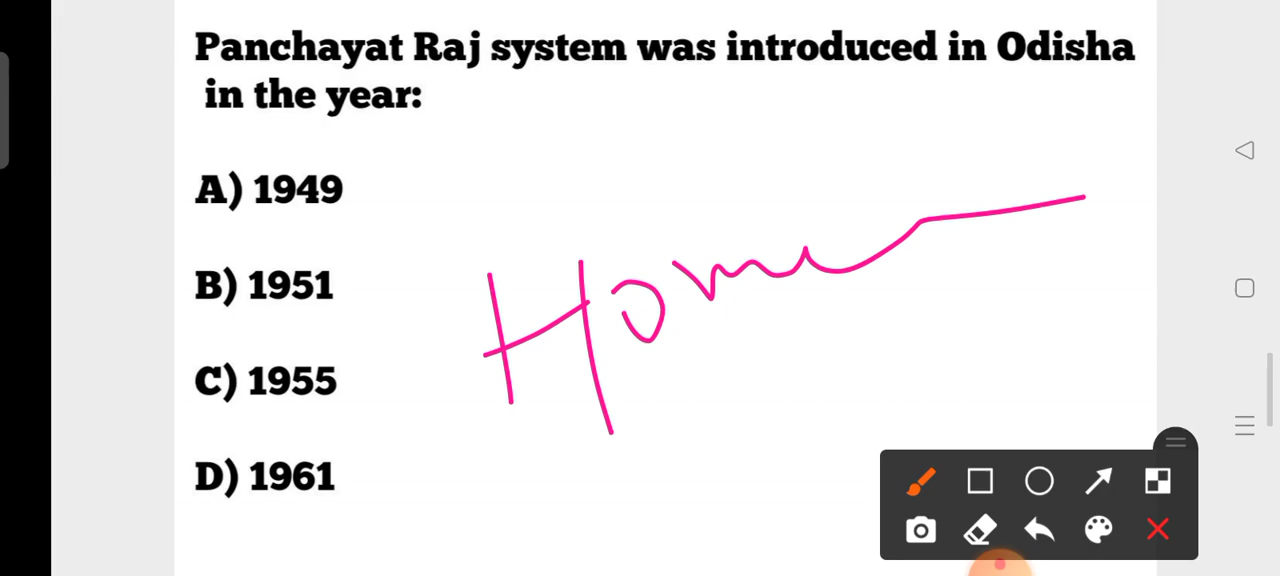 Panchayat Raj system was introduced in Odisha
in the year:
A) 1949
B) 1951
C) 1955
D) 1961
Home